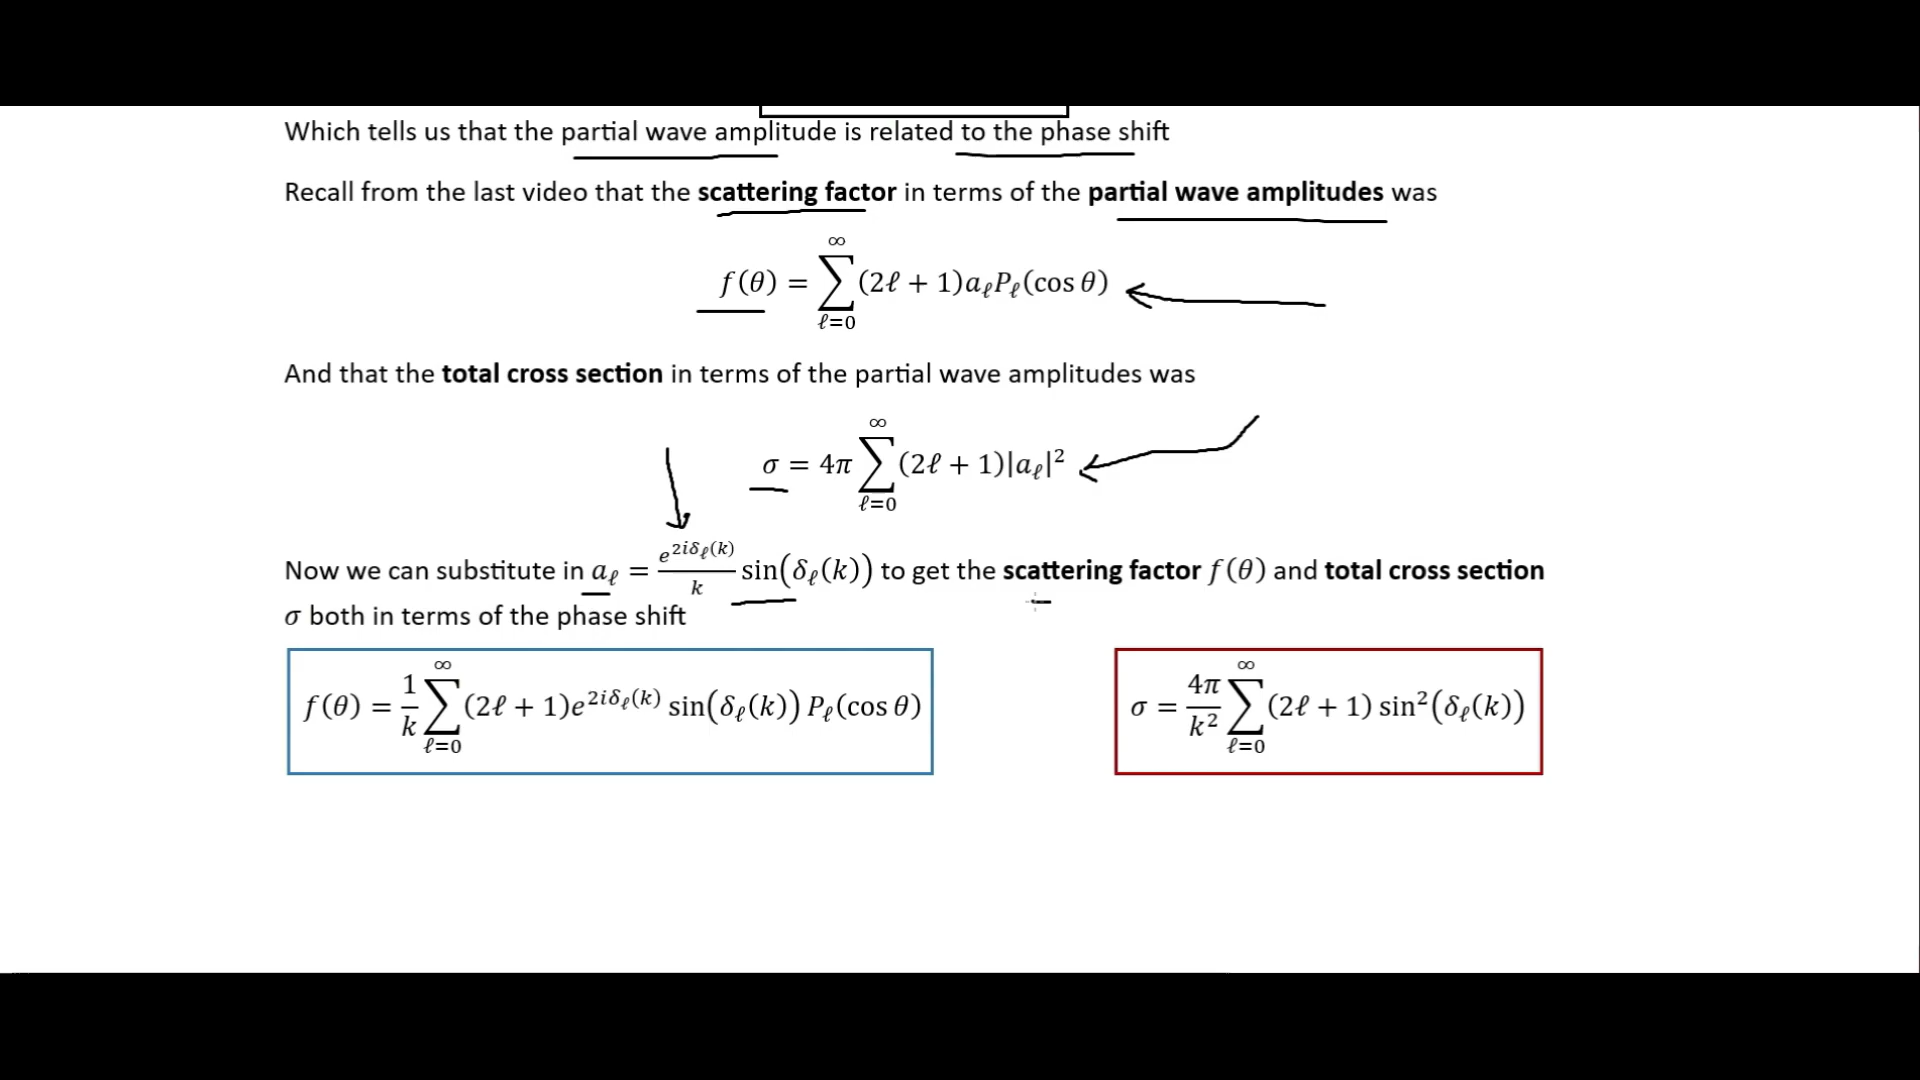 Which tells us that the partial wave amplitude is related to the phase shift
Recall from the last video that the scattering factor in terms of the partial wave amplitudes was
f(θ) = ∑_{ℓ=0}^{∞} (2ℓ + 1)a_ℓ P_ℓ(cos θ)
And that the total cross section in terms of the partial wave amplitudes was
σ = 4π ∑_{ℓ=0}^{∞} (2ℓ + 1)|a_ℓ|²
Now we can substitute in a_ℓ = e^{2iδ_ℓ(k)}/k sin(δ_ℓ(k)) to get the scattering factor f(θ) and total cross section
σ both in terms of the phase shift
f(θ) = 1/k ∑_{ℓ=0}^{∞} (2ℓ + 1)e^{2iδ_ℓ(k)} sin(δ_ℓ(k)) P_ℓ(cos θ)
σ = 4π/k² ∑_{ℓ=0}^{∞} (2ℓ + 1) sin²(δ_ℓ(k))